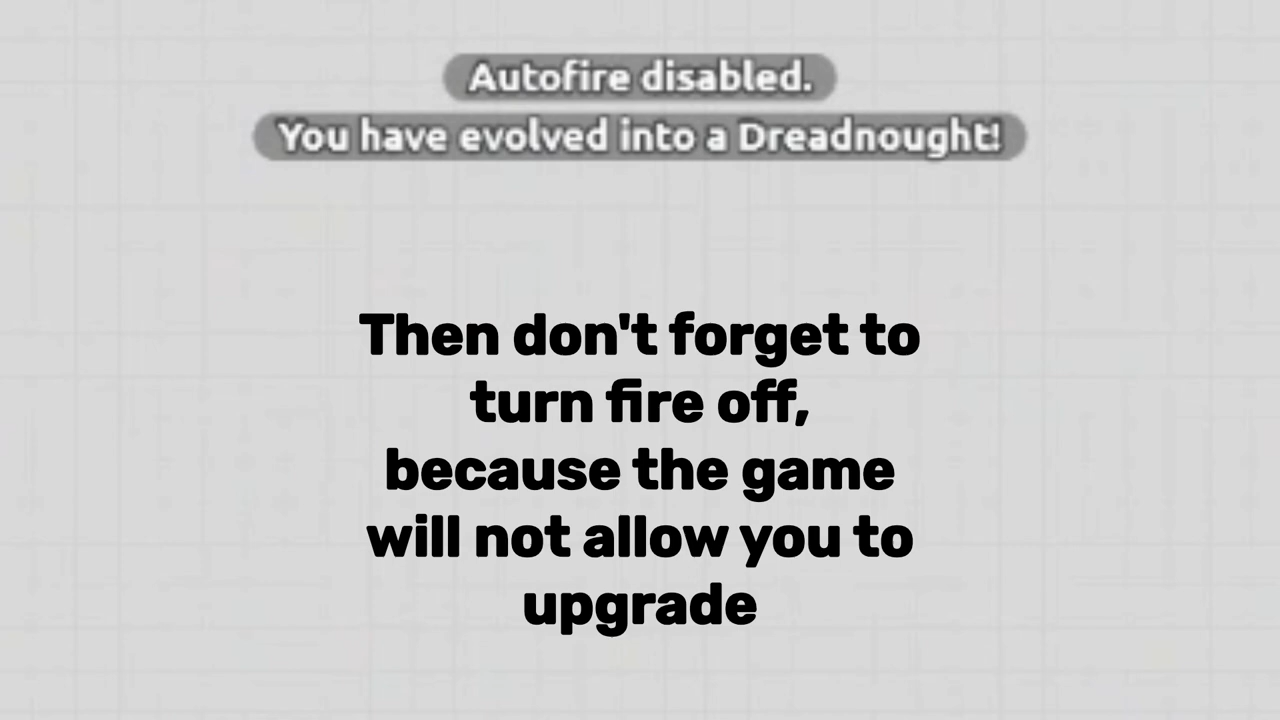 Autofire disabled.
You have evolved into a Dreadnought!
Then don't forget to
turn fire off,
because the game
will not allow you to
upgrade